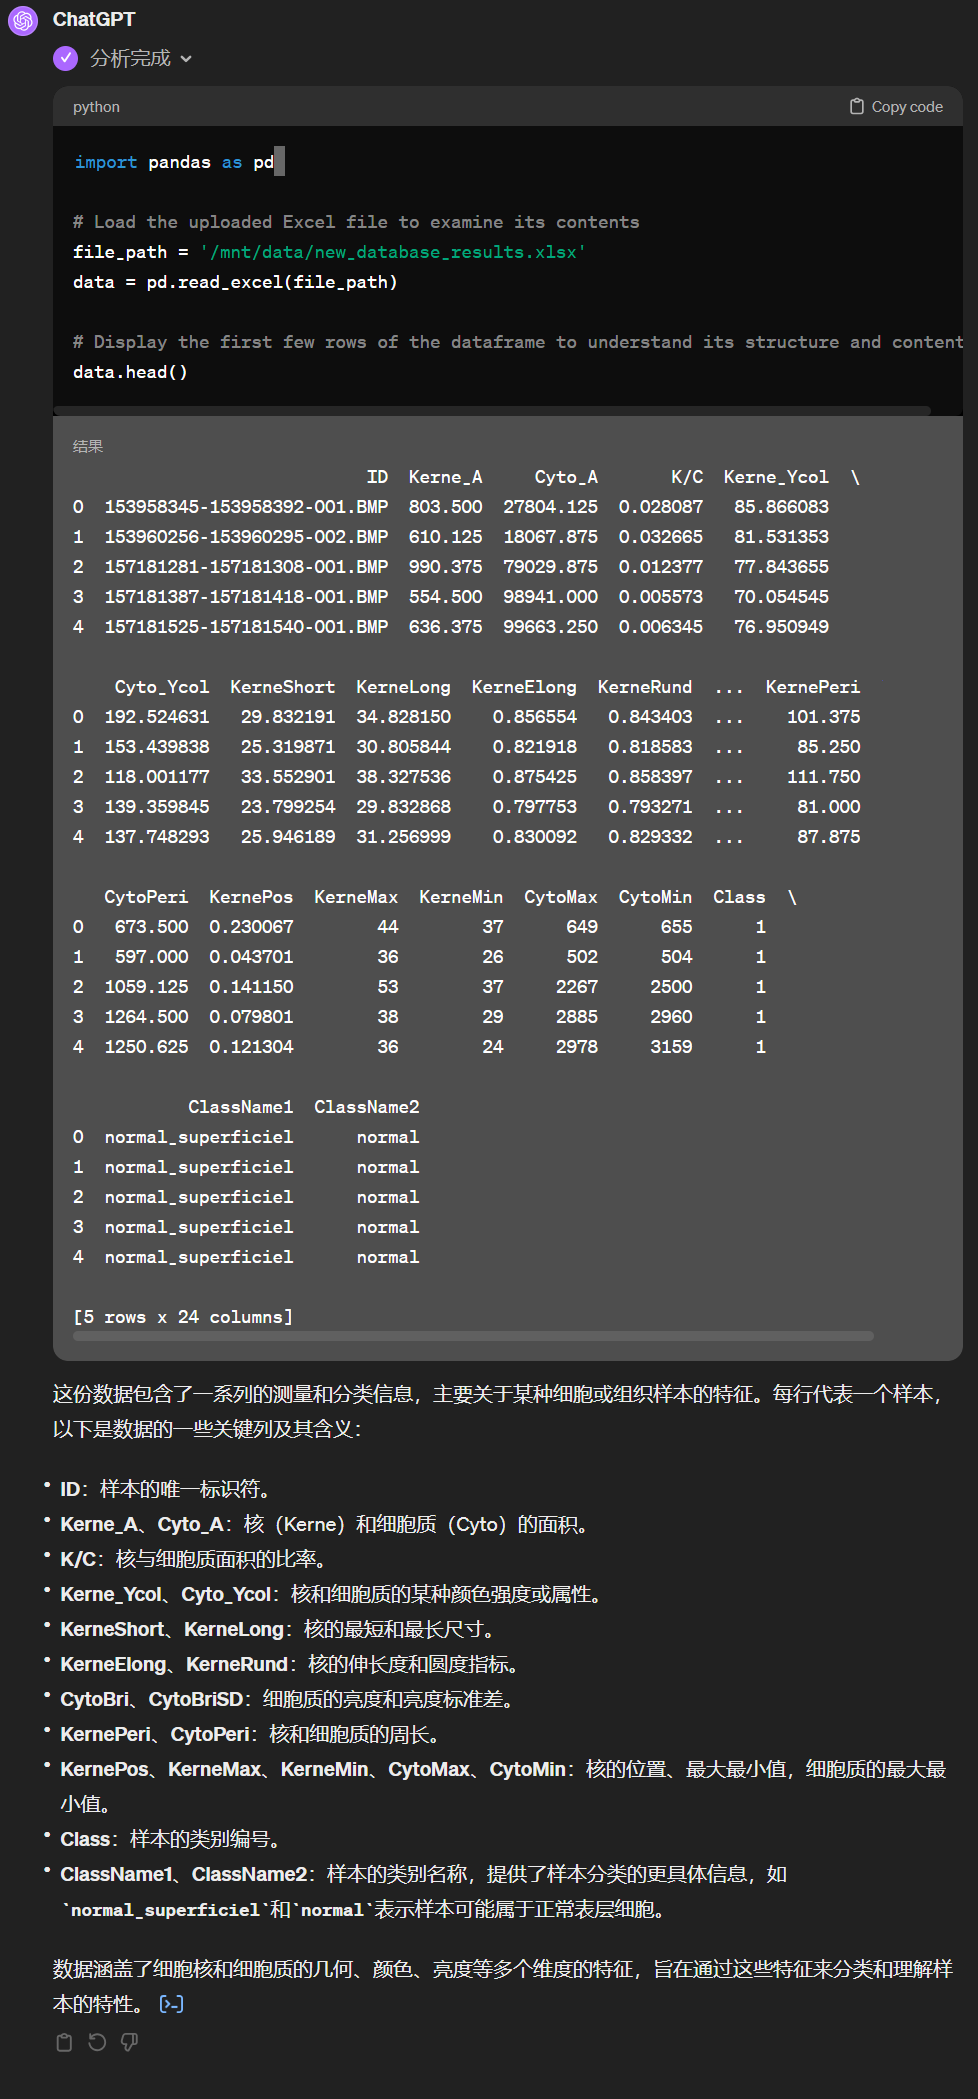 ChatGPT
分析完成
python
Copy code
import pandas as pd
# Load the uploaded Excel file to examine its contents
file_path = '/mnt/data/new_database_results.xlsx'
data = pd.read_excel(file_path)
# Display the first few rows of the dataframe to understand its structure and content
data.head()
结果
ID Kerne_A Cyto_A K/C Kerne_Ycol \
0 153958345-153958392-001.BMP 803.500 27804.125 0.028087 85.866083
1 153960256-153960295-002.BMP 610.125 18067.875 0.032665 81.531353
2 157181281-157181308-001.BMP 990.375 79029.875 0.012377 77.843655
3 157181387-157181418-001.BMP 554.500 98941.000 0.005573 70.054545
4 157181525-157181540-001.BMP 636.375 99663.250 0.006345 76.950949
Cyto_Ycol KerneShort KerneLong KerneElong KerneRund ... KernePeri
0 192.524631 29.832191 34.828150 0.856554 0.843403 ... 101.375
1 153.439838 25.319871 30.805844 0.821918 0.818583 ... 85.250
2 118.001177 33.552901 38.327536 0.875425 0.858397 ... 111.750
3 139.359845 23.799254 29.832868 0.797753 0.793271 ... 81.000
4 137.748293 25.946189 31.256999 0.830092 0.829332 ... 87.875
CytoPeri KernePos KerneMax KerneMin CytoMax CytoMin Class \
0 673.500 0.230067 44 37 649 655 1
1 597.000 0.043701 36 26 502 504 1
2 1059.125 0.141150 53 37 2267 2500 1
3 1264.500 0.079801 38 29 2885 2960 1
4 1250.625 0.121304 36 24 2978 3159 1
ClassName1 ClassName2
0 normal_superficiel normal
1 normal_superficiel normal
2 normal_superficiel normal
3 normal_superficiel normal
4 normal_superficiel normal
[5 rows x 24 columns]
这份数据包含了一系列的测量和分类信息，主要关于某种细胞或组织样本的特征。每行代表一个样本，
以下是数据的一些关键列及其含义：
• ID：样本的唯一标识符。
• Kerne_A、Cyto_A：核（Kerne）和细胞质（Cyto）的面积。
• K/C：核与细胞质面积的比率。
• Kerne_Ycol、Cyto_Ycol：核和细胞质的某种颜色强度或属性。
• KerneShort、KerneLong：核的最短和最长尺寸。
• KerneElong、KerneRund：核的伸长度和圆度指标。
• CytoBri、CytoBriSD：细胞质的亮度和亮度标准差。
• KernePeri、CytoPeri：核和细胞质的周长。
• KernePos、KerneMax、KerneMin、CytoMax、CytoMin：核的位置、最大最小值，细胞质的最大最
小值。
• Class：样本的类别编号。
• ClassName1、ClassName2：样本的类别名称，提供了样本分类的更具体信息，如
`normal_superficiel`和`normal`表示样本可能属于正常表层细胞。
数据涵盖了细胞核和细胞质的几何、颜色、亮度等多个维度的特征，旨在通过这些特征来分类和理解样
本的特性。 [>-]